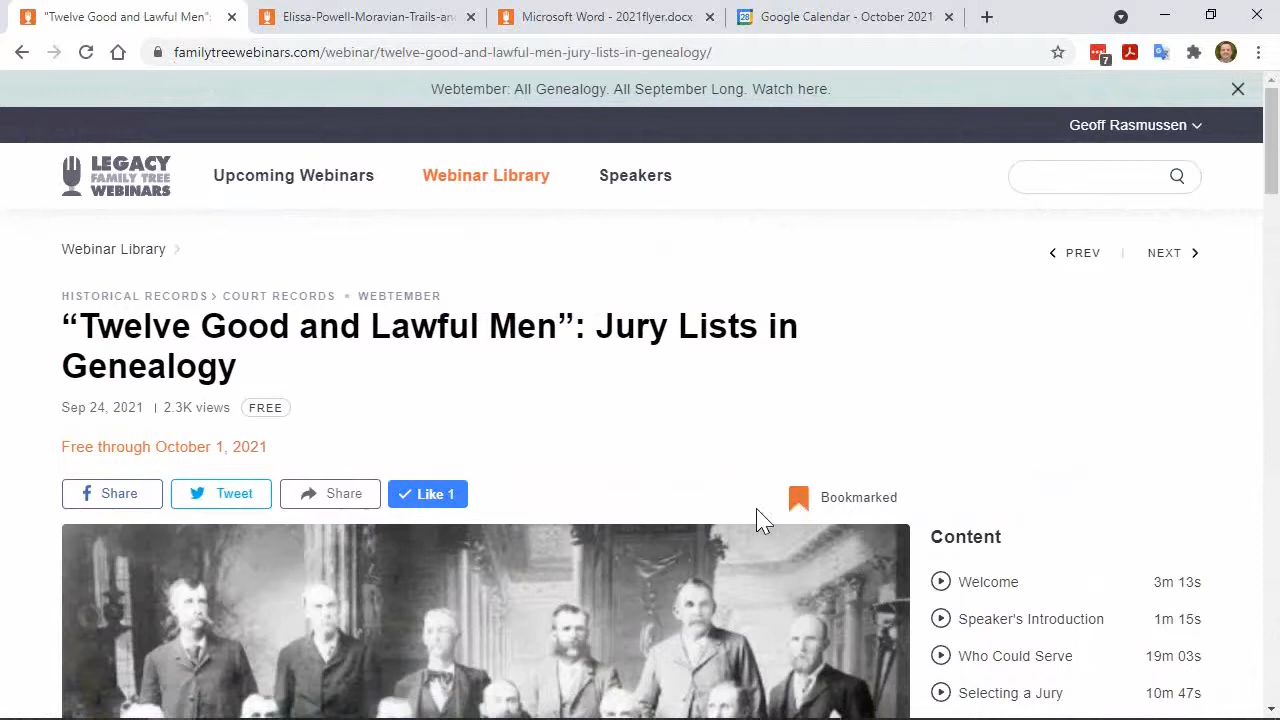 "Twelve Good and Lawful Men":
Elissa-Powell-Moravian-Trails-an
Microsoft Word - 2021flyer.docx
28
Google Calendar - October 2021
familytreewebinars.com/webinar/twelve-good-and-lawful-men-jury-lists-in-genealogy/
7
Webtember: All Genealogy. All September Long. Watch here.
Geoff Rasmussen
LEGACY
FAMILY TREE
WEBINARS
Upcoming Webinars
Webinar Library
Speakers
Webinar Library
PREV
NEXT
HISTORICAL RECORDS > COURT RECORDS • WEBTEMBER
“Twelve Good and Lawful Men”: Jury Lists in
Genealogy
Sep 24, 2021 | 2.3K views FREE
Free through October 1, 2021
Share
Tweet
Share
Like 1
Bookmarked
Content
Welcome 3m 13s
Speaker's Introduction 1m 15s
Who Could Serve 19m 03s
Selecting a Jury 10m 47s